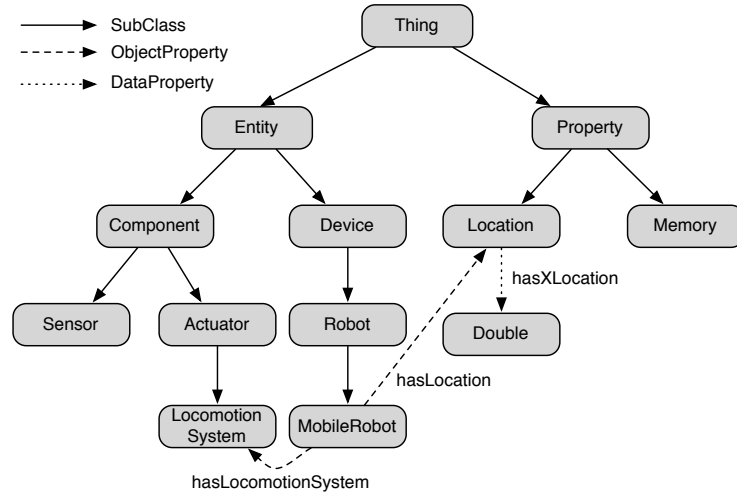 SubClass
ObjectProperty
DataProperty
Thing
Entity
Property
Component
Device
Location
Memory
hasXLocation
Sensor
Actuator
Robot
Double
hasLocation
Locomotion
System
MobileRobot
hasLocomotionSystem